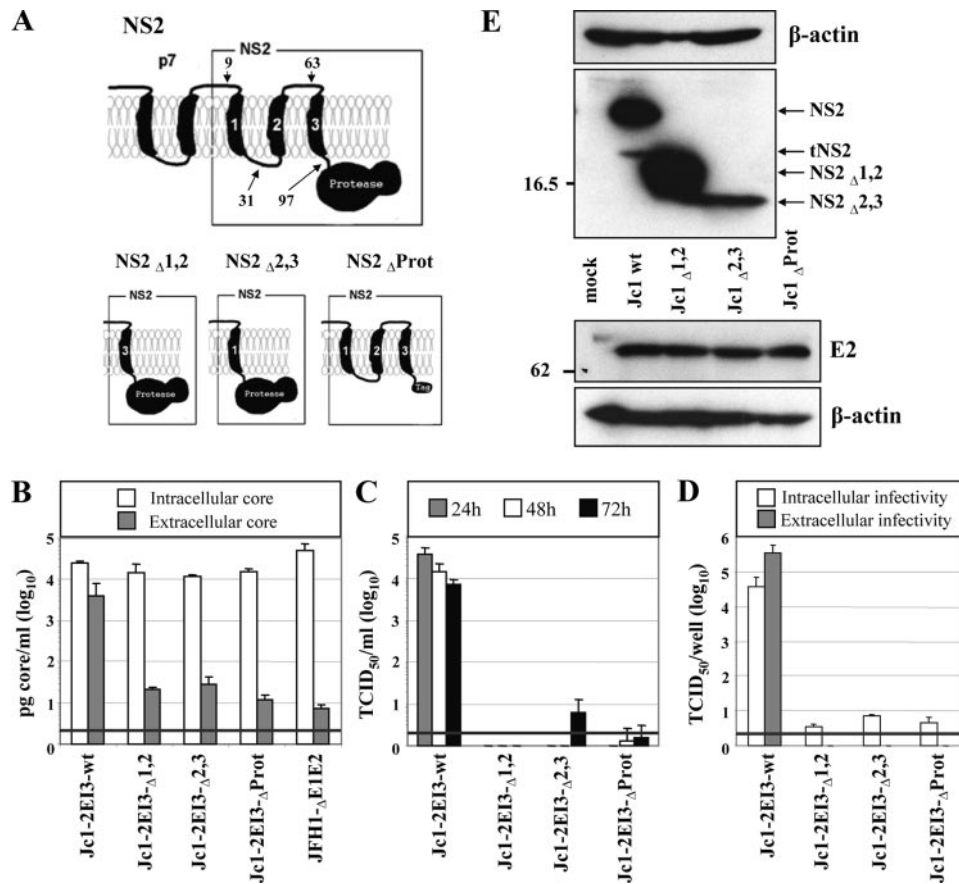 A
NS2
p7
NS2
9
63
1
2
3
31
97
Protease
NS2 Δ1,2
NS2 Δ2,3
NS2 ΔProt
NS2
NS2
NS2
3
Protease
1
Protease
1
2
3
Tag
E
β-actin
NS2
tNS2
NS2 Δ1,2
NS2 Δ2,3
16.5
mock
Jc1 wt
Jc1 Δ1,2
Jc1 Δ2,3
Jc1 ΔProt
E2
62
β-actin
B
Intracellular core
Extracellular core
pg core/ml (log10)
5
4
3
2
1
0
Jc1-2EI3-wt
Jc1-2EI3-Δ1,2
Jc1-2EI3-Δ2,3
Jc1-2EI3-ΔProt
JFH1-ΔE1E2
C
24h
48h
72h
TCID50/ml (log10)
5
4
3
2
1
0
Jc1-2EI3-wt
Jc1-2EI3-Δ1,2
Jc1-2EI3-Δ2,3
Jc1-2EI3-ΔProt
D
Intracellular infectivity
Extracellular infectivity
TCID50/well (log10)
6
5
4
3
2
1
0
Jc1-2EI3-wt
Jc1-2EI3-Δ1,2
Jc1-2EI3-Δ2,3
Jc1-2EI3-ΔProt